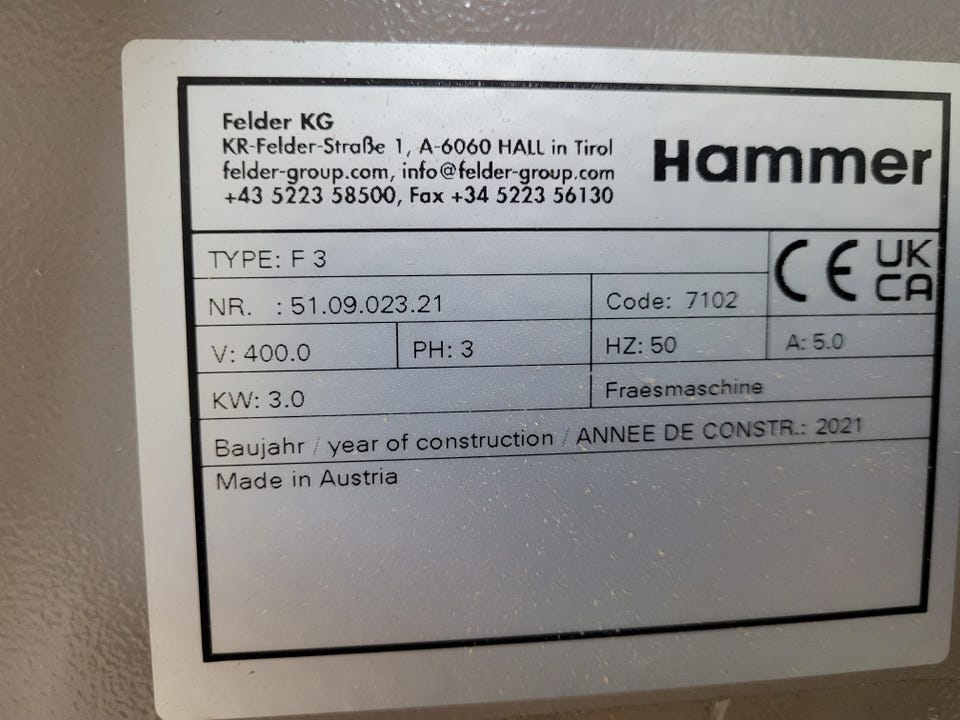 Felder KG
KR-Felder-Straße 1, A-6060 HALL in Tirol
felder-group.com, info@felder-group.com
+43 5223 58500, Fax +34 5223 56130
Hammer
TYPE: F 3
CE UK
CA
NR. : 51.09.023.21 Code: 7102
V: 400.0 PH: 3 HZ: 50 A: 5.0
KW: 3.0 Fraesmaschine
Baujahr / year of construction / ANNEE DE CONSTR.: 2021
Made in Austria